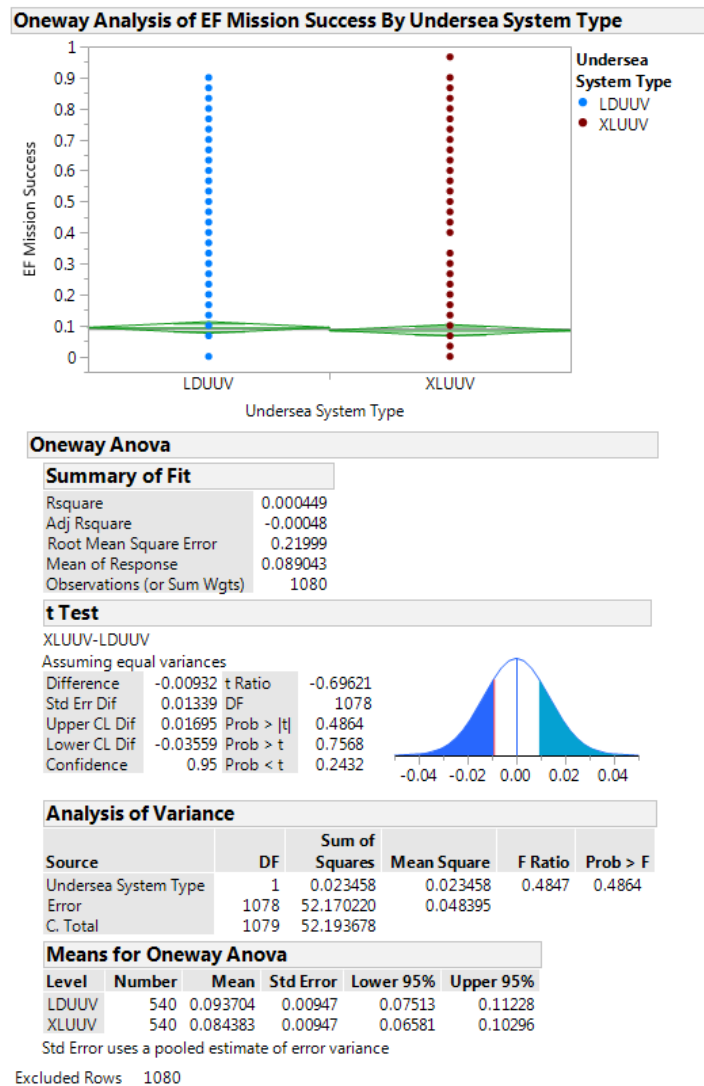 Oneway Analysis of EF Mission Success By Undersea System Type
1
0.9
0.8
0.7
0.6
0.5
0.4
0.3
0.2
0.1
0
EF Mission Success
LDUUV XLUUV
Undersea System Type
Undersea
System Type
LDUUV
XLUUV
Oneway Anova
Summary of Fit
Rsquare 0.000449
Adj Rsquare -0.00048
Root Mean Square Error 0.21999
Mean of Response 0.089043
Observations (or Sum Wgts) 1080
t Test
XLUUV-LDUUV
Assuming equal variances
Difference -0.00932 t Ratio -0.69621
Std Err Dif 0.01339 DF 1078
Upper CL Dif 0.01695 Prob > |t| 0.4864
Lower CL Dif -0.03559 Prob > t 0.7568
Confidence 0.95 Prob < t 0.2432
-0.04 -0.02 0.00 0.02 0.04
Analysis of Variance
Sum of
Source DF Squares Mean Square F Ratio Prob > F
Undersea System Type 1 0.023458 0.023458 0.4847 0.4864
Error 1078 52.170220 0.048395
C. Total 1079 52.193678
Means for Oneway Anova
Level Number Mean Std Error Lower 95% Upper 95%
LDUUV 540 0.093704 0.00947 0.07513 0.11228
XLUUV 540 0.084383 0.00947 0.06581 0.10296
Std Error uses a pooled estimate of error variance
Excluded Rows 1080